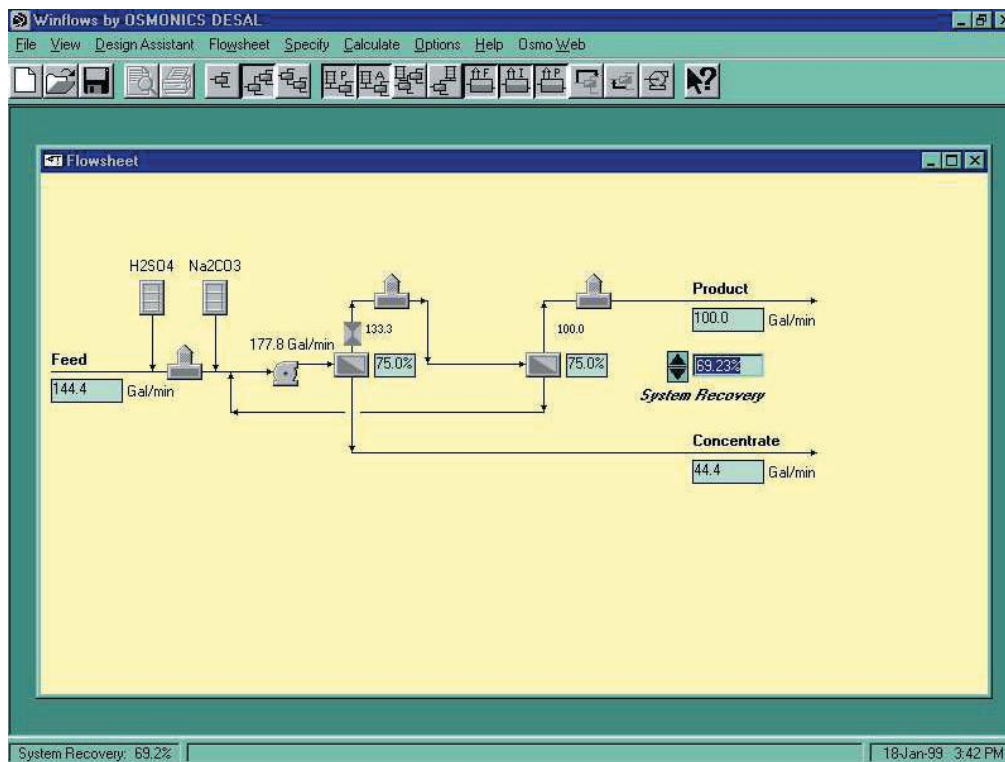 Winflows by OSMONICS DESAL
File View Design Assistant Flowsheet Specify Calculate Options Help Osmo Web
P A F I P ?
Flowsheet
H2SO4 Na2CO3
Product
133.3 100.0 100.0 Gal/min
177.8 Gal/min
Feed 75.0% 75.0% 69.23%
144.4 Gal/min System Recovery
Concentrate
44.4 Gal/min
System Recovery: 69.2% 18-Jan-99 3:42 PM